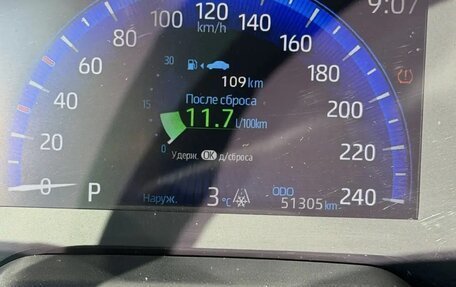 9:07
100 120 140
km/h
80 160
60 180
40 200
20 220
0 240
30
109 km
После сброса
15
11.7 L/100km
0
Удерж. OK д/сброса
P
Наруж. 3 °C
ODO
51305 km